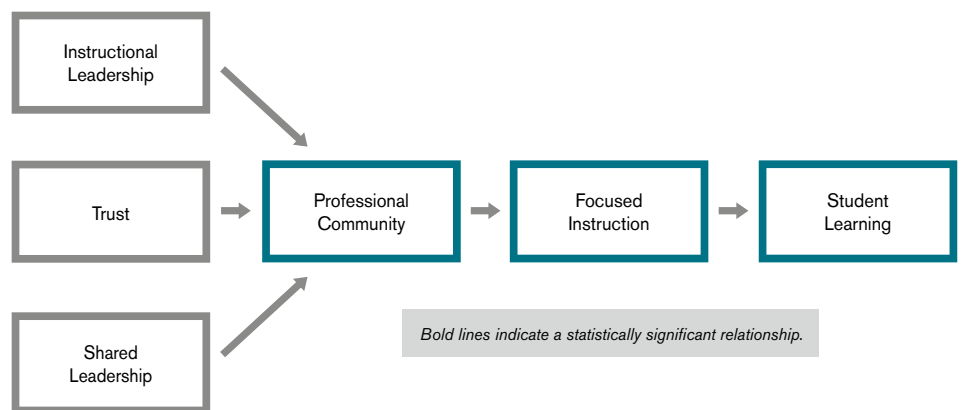 Instructional
Leadership
Trust
Professional
Community
Focused
Instruction
Student
Learning
Bold lines indicate a statistically significant relationship.
Shared
Leadership